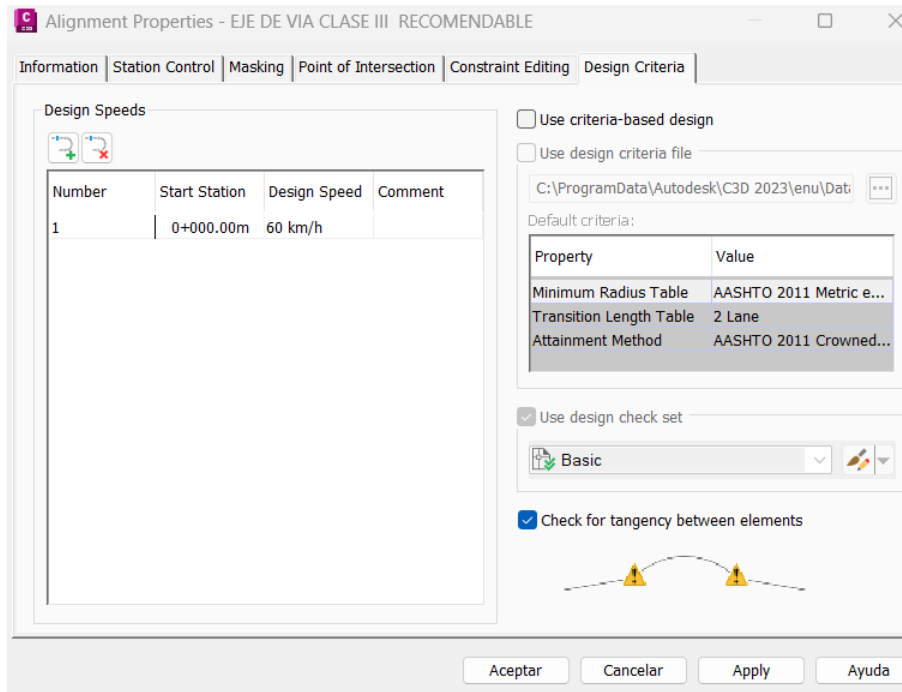 C
C3D
Alignment Properties - EJE DE VIA CLASE III  RECOMENDABLE
Information Station Control Masking Point of Intersection Constraint Editing Design Criteria
Design Speeds
Number Start Station Design Speed Comment
1 0+000.00m 60 km/h
Use criteria-based design
Use design criteria file
C:\ProgramData\Autodesk\C3D 2023\enu\Data
...
Default criteria:
Property Value
Minimum Radius Table AASHTO 2011 Metric e...
Transition Length Table 2 Lane
Attainment Method AASHTO 2011 Crowned...
Use design check set
Basic
Check for tangency between elements
Aceptar Cancelar Apply Ayuda